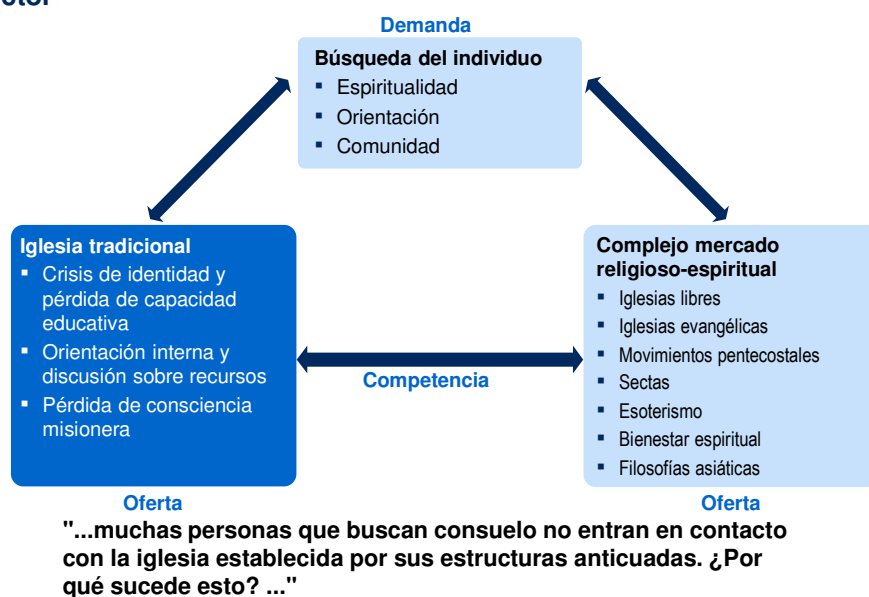 Demanda
Búsqueda del individuo
▪ Espiritualidad
▪ Orientación
▪ Comunidad
Iglesia tradicional
▪ Crisis de identidad y
pérdida de capacidad
educativa
▪ Orientación interna y
discusión sobre recursos
▪ Pérdida de consciencia
misionera
Oferta
Competencia
Complejo mercado
religioso-espiritual
▪ Iglesias libres
▪ Iglesias evangélicas
▪ Movimientos pentecostales
▪ Sectas
▪ Esoterismo
▪ Bienestar espiritual
▪ Filosofías asiáticas
Oferta
"...muchas personas que buscan consuelo no entran en contacto
con la iglesia establecida por sus estructuras anticuadas. ¿Por
qué sucede esto? ..."